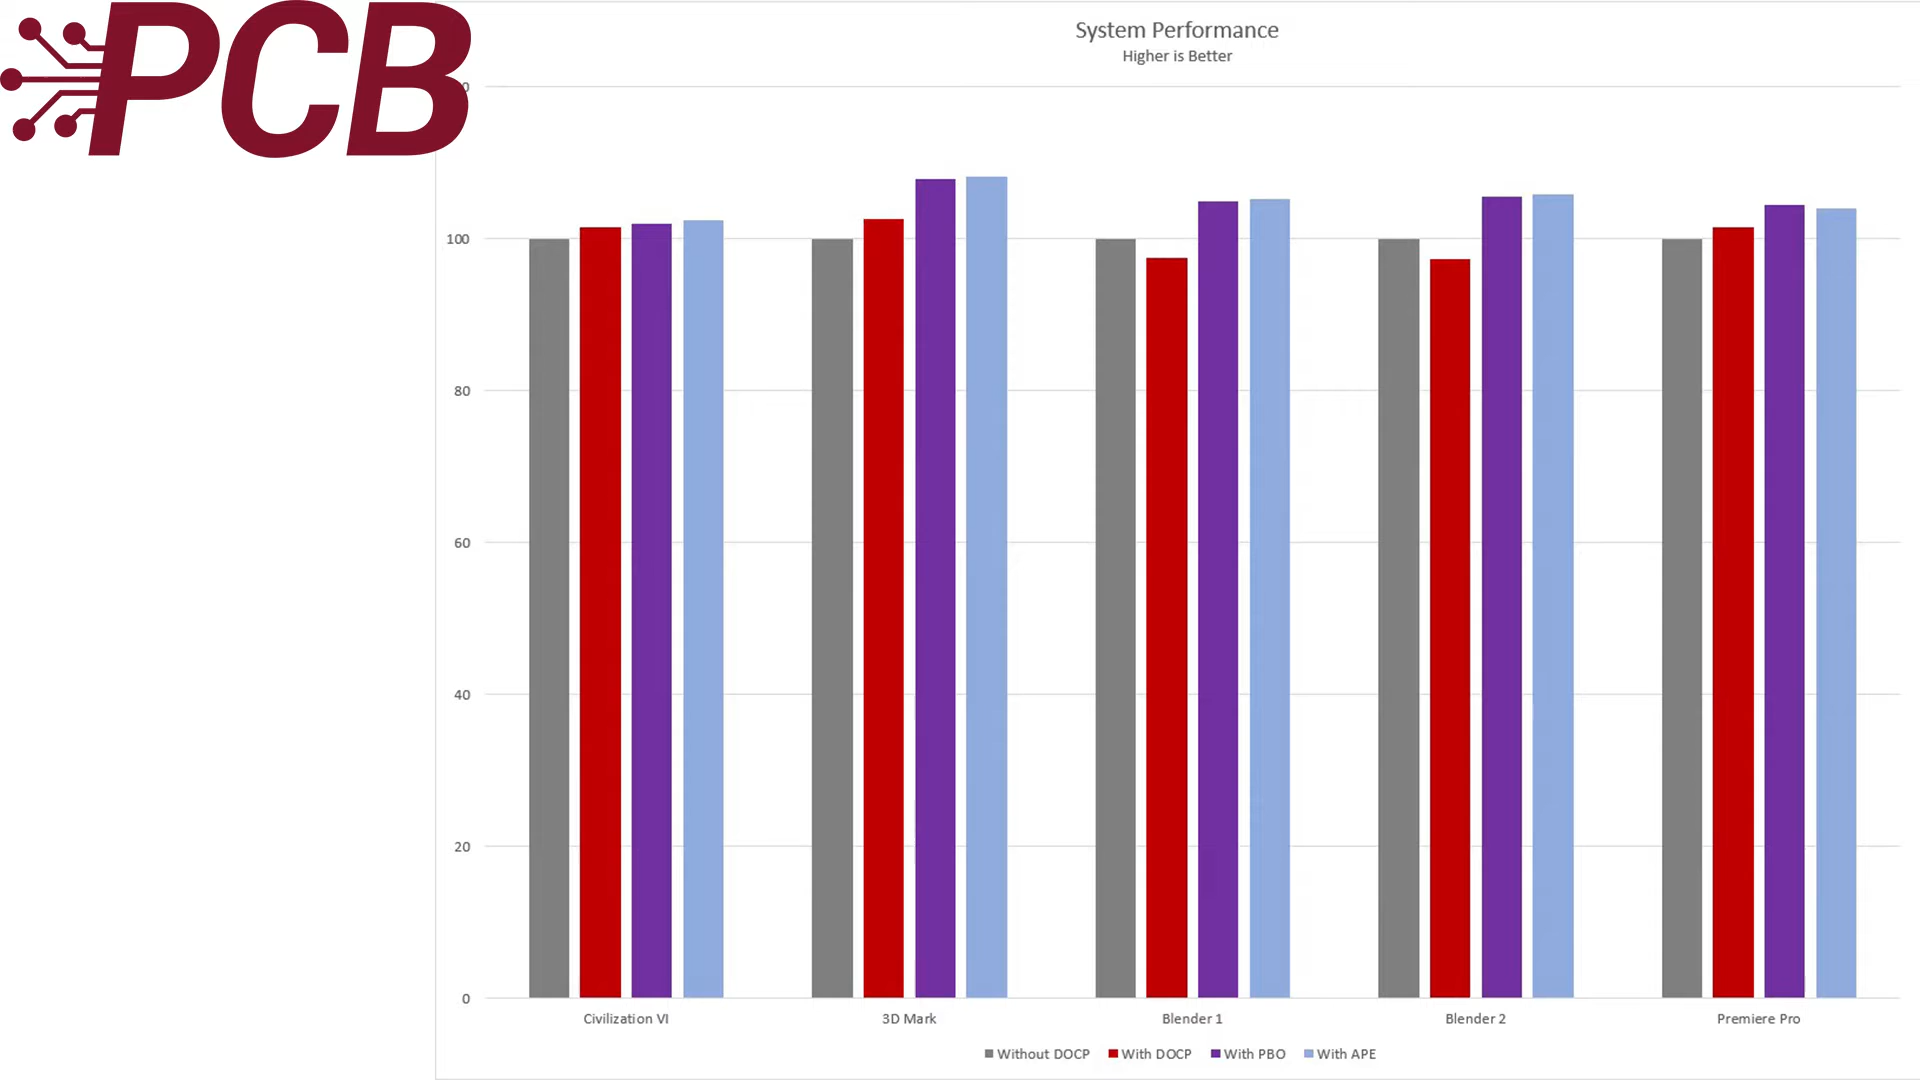 PCB
System Performance
Higher is Better
100
80
60
40
20
0
Civilization VI 3D Mark Blender 1 Blender 2 Premiere Pro
Without DOCP With DOCP With PBO With APE